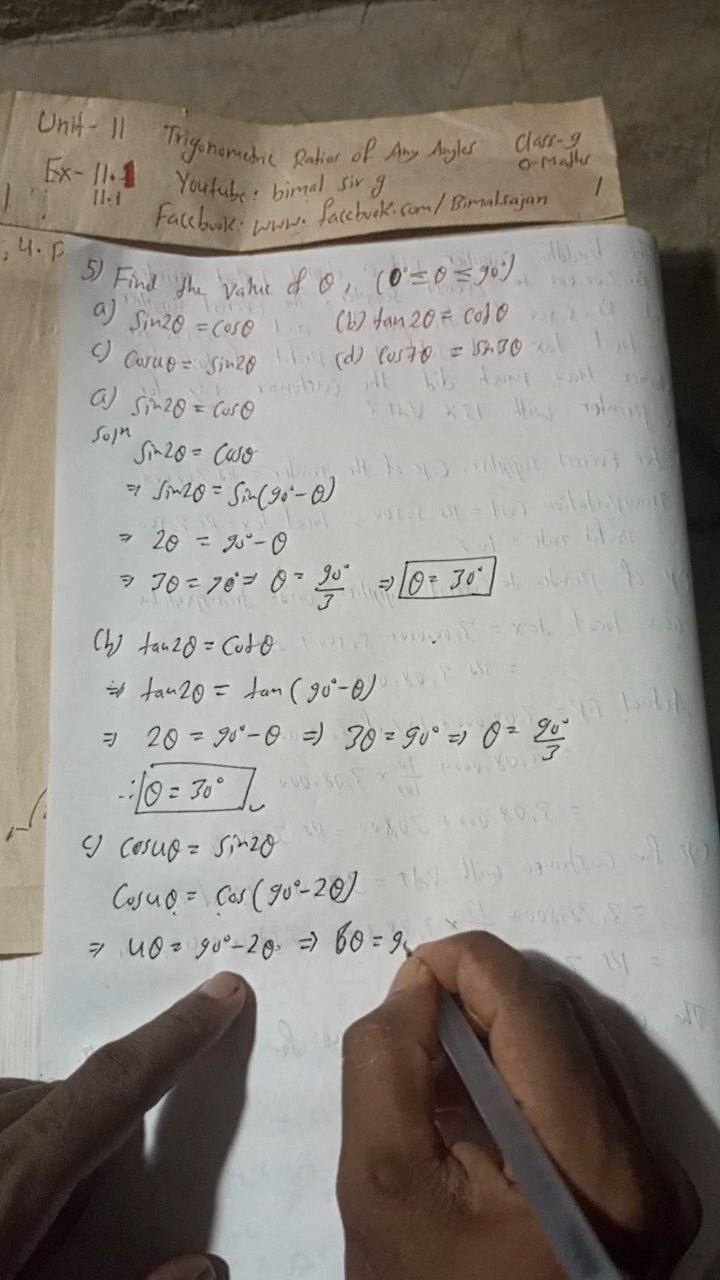 Unit-11 Trigonometric Ratios of Any Angles Class-9
Ex-11.1 Youtube: bimal sir g O-Maths
11.1 Facebook: www.facebook.com/Bimalsajan
5) Find the value of θ, (0°≤θ≤90°)
a) sin2θ = cosθ (b) tan2θ = cotθ
c) cos4θ = sin2θ (d) cos7θ = sin3θ
a) sin2θ = cosθ
Solⁿ
sin2θ = cosθ
⇒ sin2θ = sin(90°-θ)
⇒ 2θ = 90°-θ
⇒ 3θ = 90° ⇒ θ = 90°/3 ⇒ θ = 30°
(b) tan2θ = cotθ
⇒ tan2θ = tan(90°-θ)
⇒ 2θ = 90°-θ ⇒ 3θ = 90° ⇒ θ = 90°/3
∴ θ = 30°
c) cos4θ = sin2θ
cos4θ = cos(90°-2θ)
⇒ 4θ = 90°-2θ ⇒ 6θ = 9